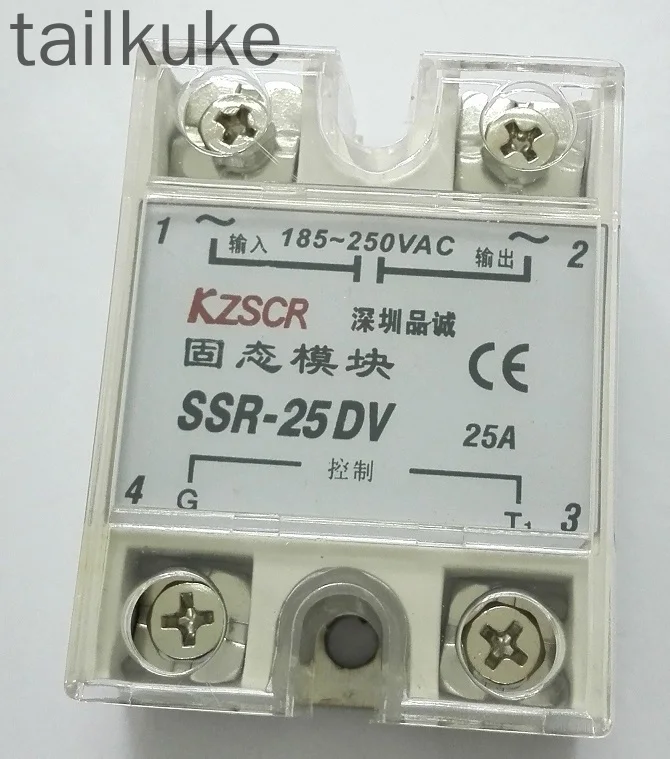 tailkuke
1 ~ 输入 185~250VAC 输出 ~ 2
KZSCR 深圳品诚
固态模块 CE
SSR-25DV 25A
4 G 控制 T1 3